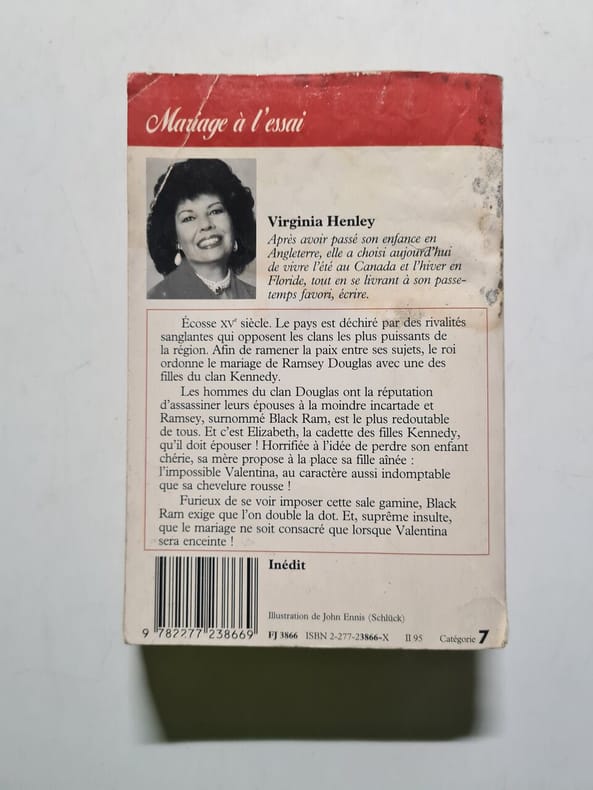 Mariage à l'essai
Virginia Henley
Après avoir passé son enfance en
Angleterre, elle a choisi aujourd'hui
de vivre l'été au Canada et l'hiver en
Floride, tout en se livrant à son passe-
temps favori, écrire.
Écosse XVe siècle. Le pays est déchiré par des rivalités
sanglantes qui opposent les clans les plus puissants de
la région. Afin de ramener la paix entre ses sujets, le roi
ordonne le mariage de Ramsey Douglas avec une des
filles du clan Kennedy.
Les hommes du clan Douglas ont la réputation
d'assassiner leurs épouses à la moindre incartade et
Ramsey, surnommé Black Ram, est le plus redoutable
de tous. Et c'est Elizabeth, la cadette des filles Kennedy,
qu'il doit épouser ! Horrifiée à l'idée de perdre son enfant
chérie, sa mère propose à la place sa fille aînée :
l'impossible Valentina, au caractère aussi indomptable
que sa chevelure rousse !
Furieux de se voir imposer cette sale gamine, Black
Ram exige que l'on double la dot. Et, suprême insulte,
que le mariage ne soit consacré que lorsque Valentina
sera enceinte !
Inédit
Illustration de John Ennis (Schlück)
9 782277 238669
FJ 3866 ISBN 2-277-23866-X II 95 Catégorie 7